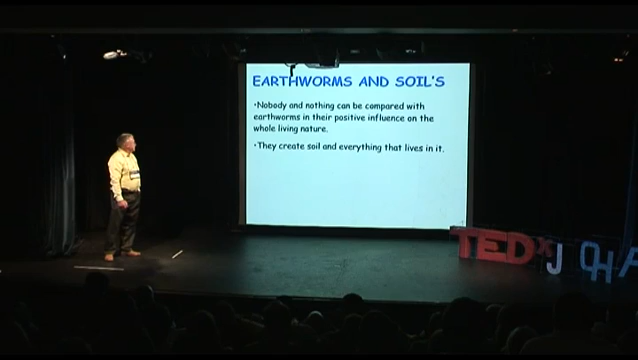 EARTHWORMS AND SOIL'S
•Nobody and nothing can be compared with
earthworms in their positive influence on the
whole living nature.
•They create soil and everything that lives in it.
TEDx JOHA